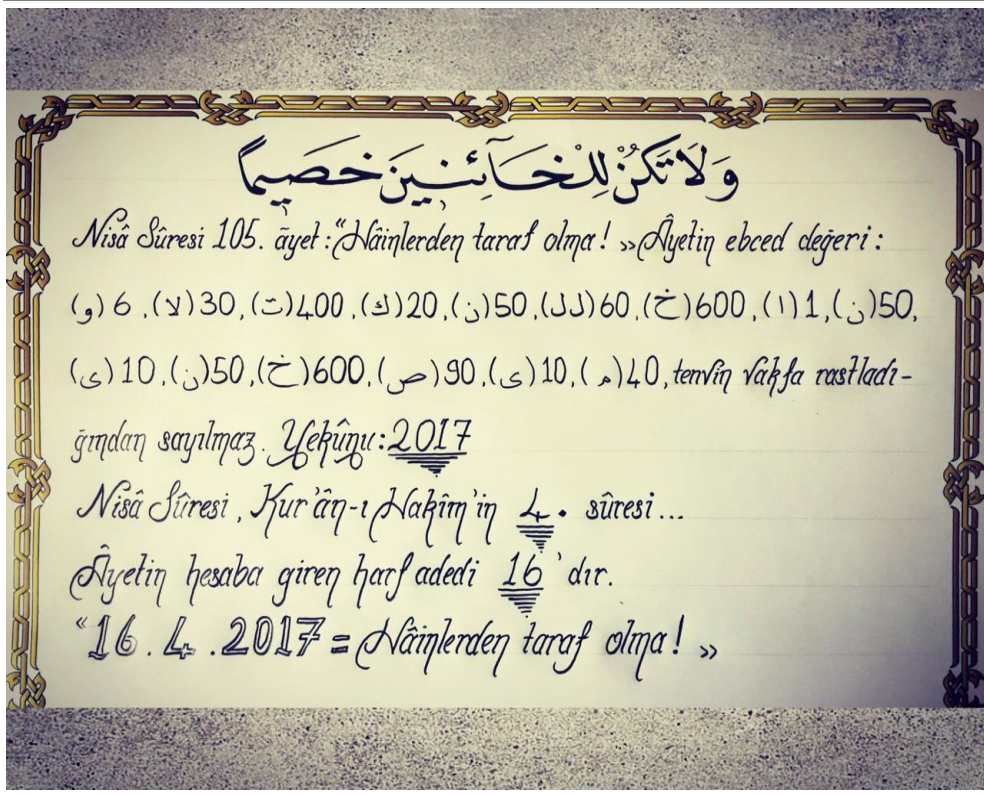 وَلَا تَكُنْ لِلْخَآئِنٖينَ خَصٖيمًا
Nisâ Sûresi 105. âyet: “Hâinlerden taraf olma! » Âyetin ebced değeri:
(و) 6, (لا) 30, (ت) 400, (ك) 20, (ن) 50, (لل) 60, (خ) 600, (ا) 1, (ن) 50,
(ى) 10, (ن) 50, (خ) 600, (ص) 90, (ى) 10, (م) 40, tenvin vakfa rastladı-
ğından sayılmaz. Yekûnu: 2017
Nisâ Sûresi, Kur'ân-ı Hakîm'in 4. sûresi...
Âyetin hesaba giren harf adedi 16'dır.
“16.4.2017 = Hâinlerden taraf olma! »